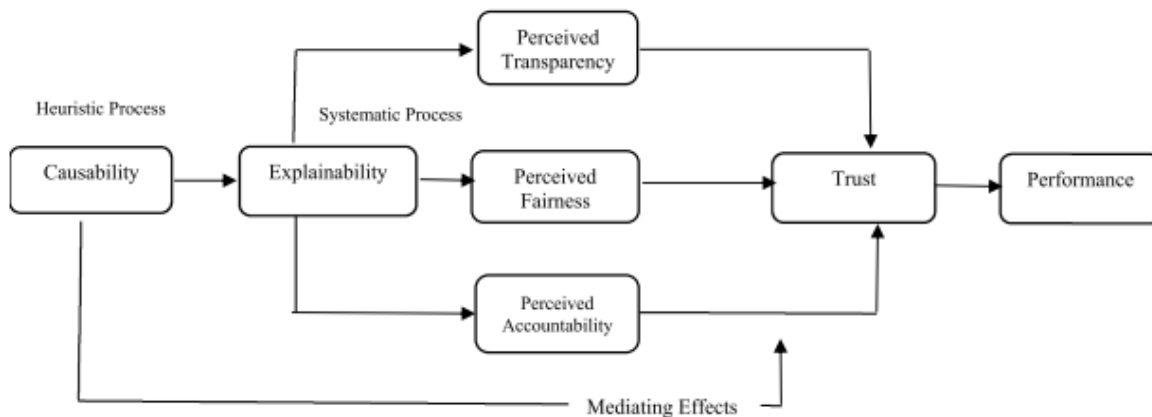 Perceived
Transparency
Heuristic Process
Systematic Process
Causability
Explainability
Perceived
Fairness
Trust
Performance
Perceived
Accountability
Mediating Effects